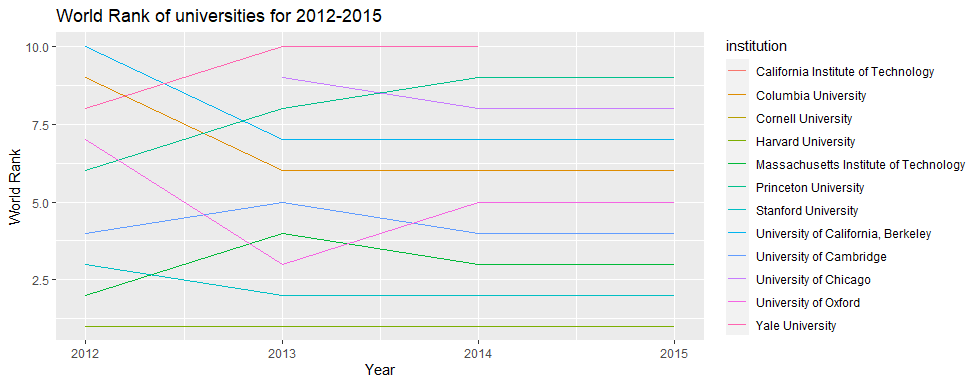 World Rank of universities for 2012-2015
10.0
7.5
5.0
2.5
World Rank
2012 2013 2014 2015
Year
institution
California Institute of Technology
Columbia University
Cornell University
Harvard University
Massachusetts Institute of Technology
Princeton University
Stanford University
University of California, Berkeley
University of Cambridge
University of Chicago
University of Oxford
Yale University